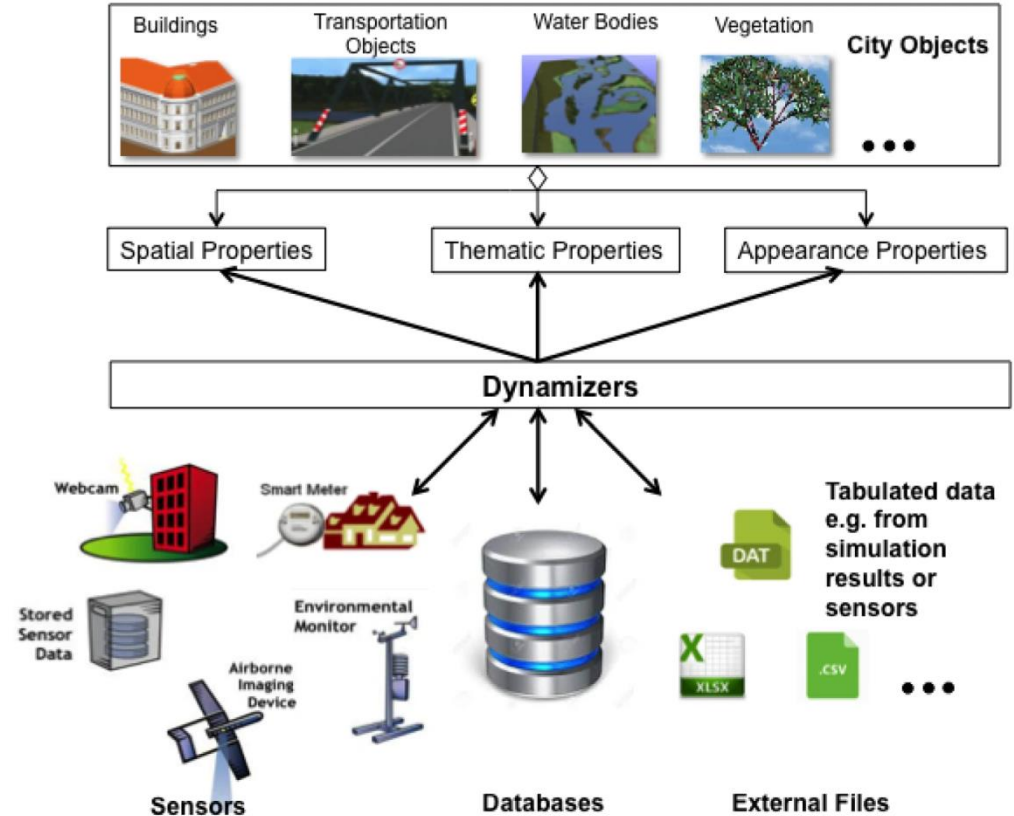 Buildings
Transportation
Objects
Water Bodies
Vegetation
City Objects
Spatial Properties
Thematic Properties
Appearance Properties
Dynamizers
Webcam
Smart Meter
Stored
Sensor
Data
Environmental
Monitor
Airborne
Imaging
Device
DAT
Tabulated data
e.g. from
simulation
results or
sensors
XLSX
.CSV
Sensors
Databases
External Files